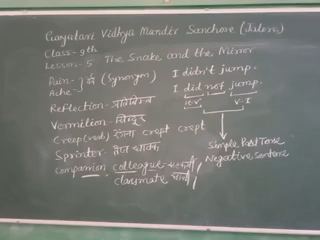 Gayatari Vidhya Mandir Sanchore (Jalore)
Class - 9th
Lesson - 5 The Snake and the Mirror
Pain -
Ache - } दर्द (Synonym)
Reflection - प्रतिबिम्ब
Vermilion - सिन्दूर
Creep (verb) रेंगना crept crept
Sprinter - तेज धावक
Companion, colleague -
classmate साथी
I didn't jump.
I did not jump.
H.V. V.I
Simple Past Tense
Negative Sentence